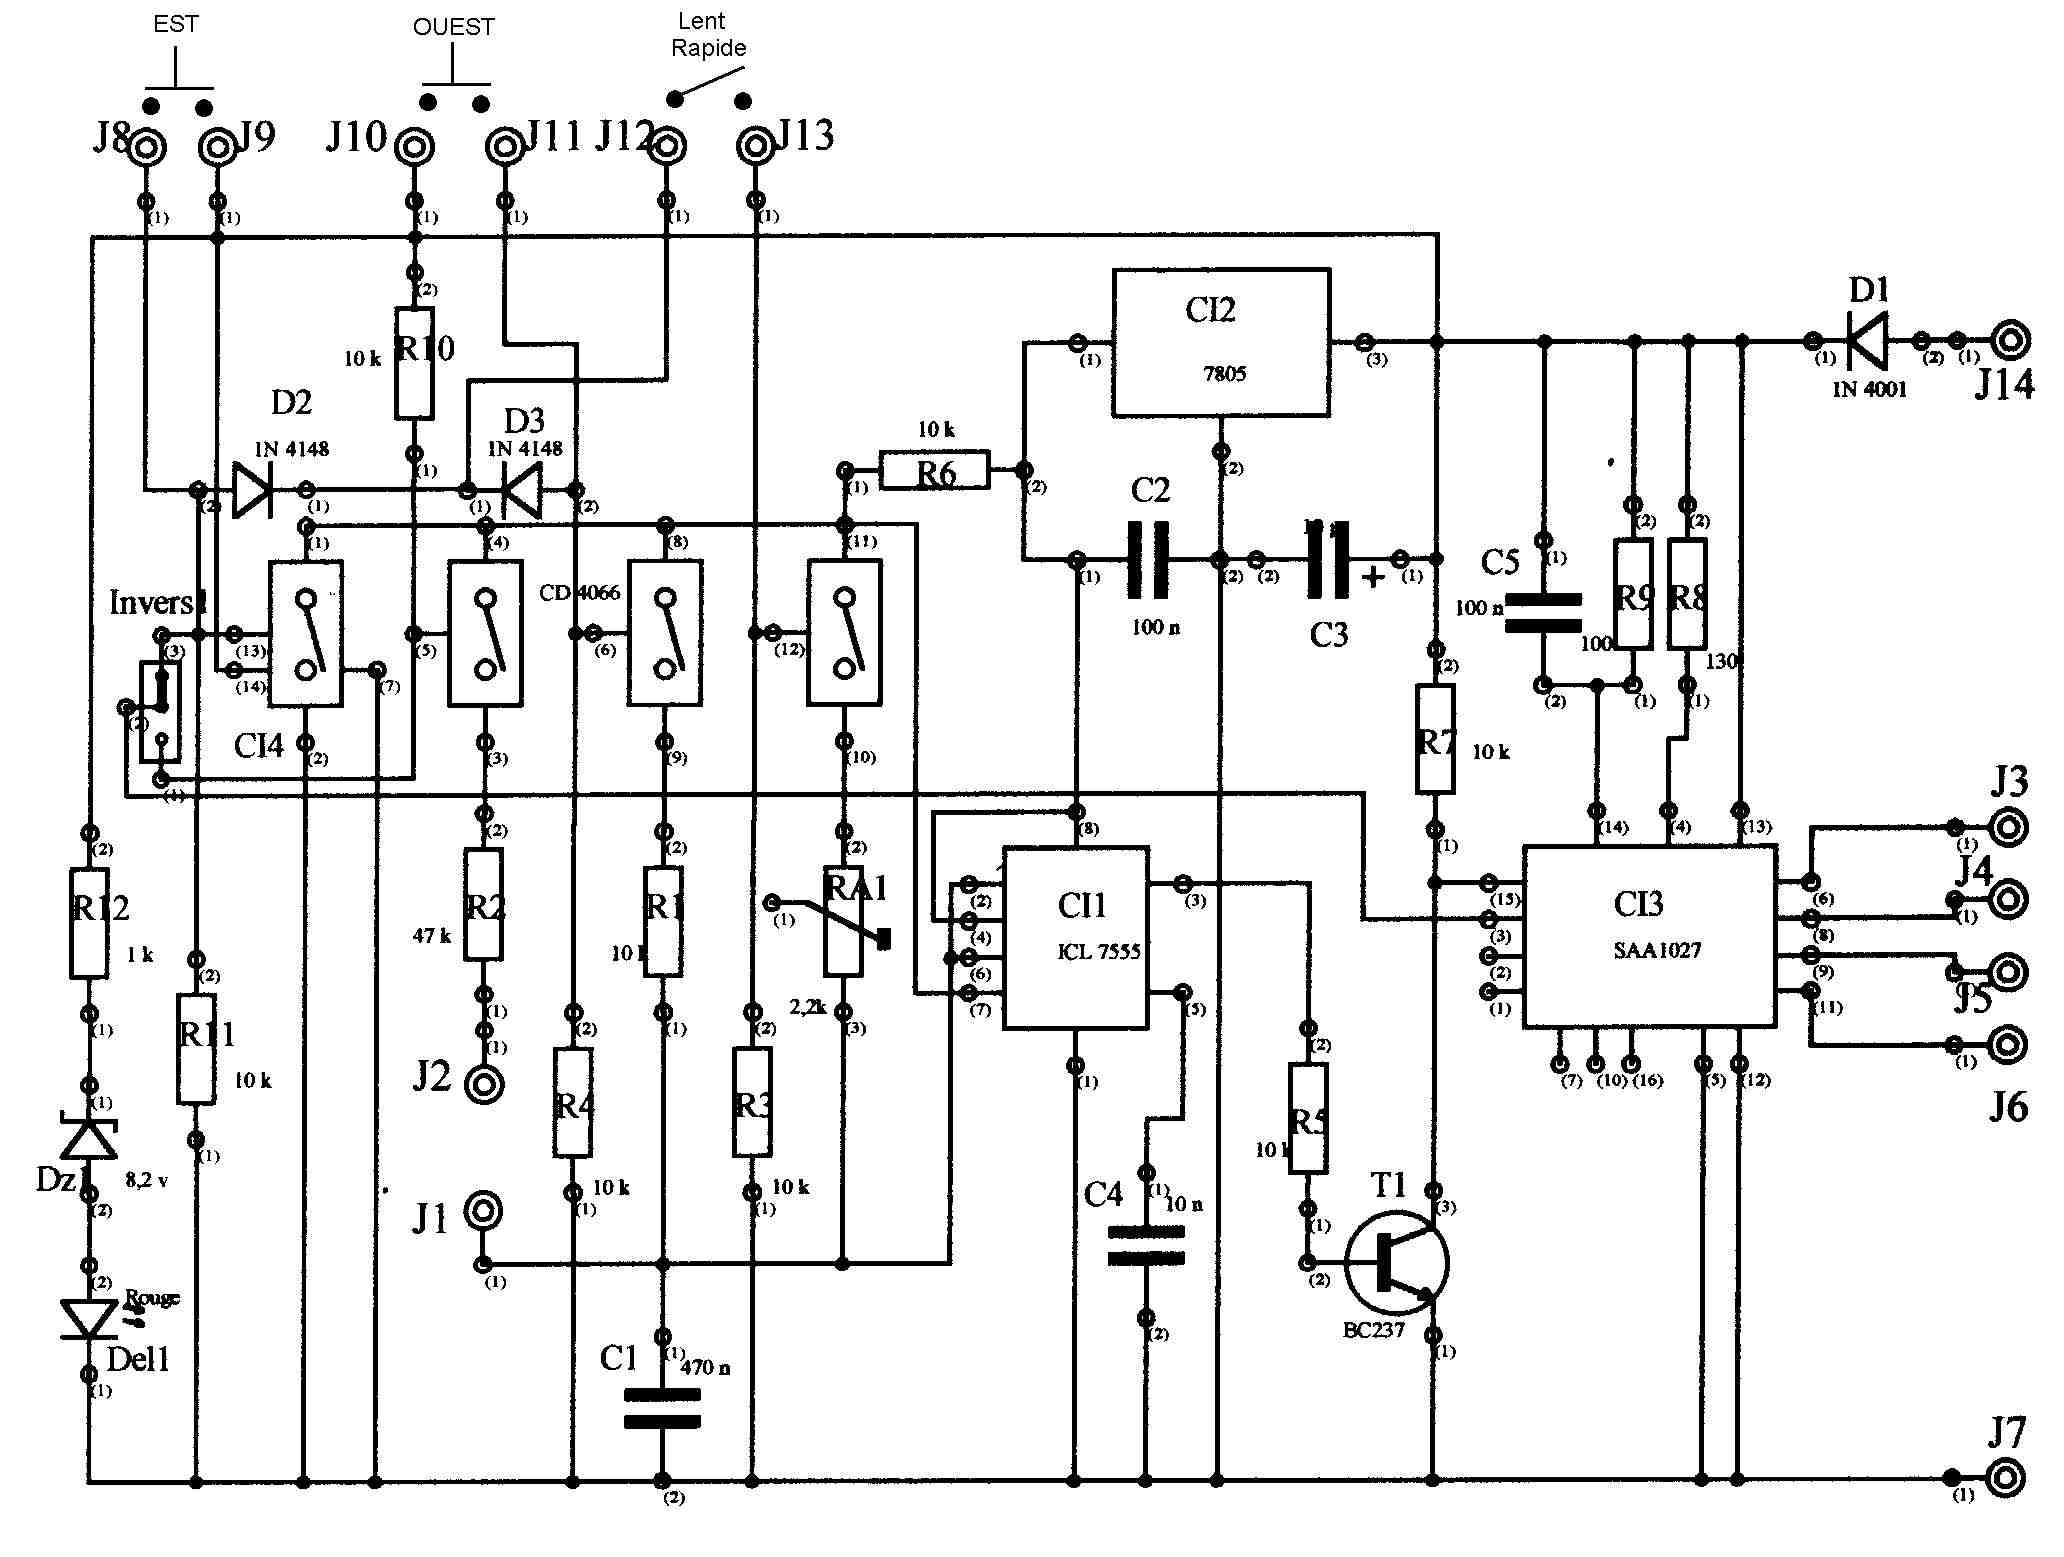 EST
OUEST
Lent
Rapide
J8
J9
J10
J11
J12
J13
(1)
(1)
(1)
(1)
(1)
(1)
(2)
10 k
R10
(1)
CI2
7805
(1)
(3)
(2)
D1
(1)
(2)
(1)
1N 4001
J14
D2
1N 4148
(2)
(1)
D3
1N 4148
(1)
(2)
10 k
R6
(1)
(2)
C2
(1)
(2)
100 n
(2)
(1)
C3
(1)
(4)
(8)
(11)
CD 4066
Invers1
(3)
(2)
(1)
(13)
(14)
(7)
(2)
CI4
(5)
(3)
(6)
(9)
(12)
(10)
C5
100 n
(1)
(2)
(2)
R9
100
(1)
(2)
R8
130
(1)
(2)
R7
10 k
(1)
(2)
R12
1 k
(1)
(2)
R11
10 k
(1)
(2)
R2
47 k
(1)
(1)
J2
(2)
R1
10 k
(1)
(2)
RA1
(1)
2,2k
(3)
(2)
R4
10 k
(1)
(2)
R3
10 k
(1)
CI1
ICL 7555
(8)
(2)
(4)
(6)
(7)
(3)
(5)
(1)
CI3
SAA1027
(14)
(4)
(13)
(15)
(3)
(2)
(1)
(6)
(8)
(9)
(11)
(7)
(10)
(16)
(5)
(12)
J3
(1)
J4
(1)
J5
J6
(1)
(2)
R5
10 k
(1)
(1)
Dz1
8,2 v
(2)
(2)
Rouge
Del1
(1)
J1
(1)
C1
(1)
470 n
(2)
C4
(1)
10 n
(2)
T1
(3)
(2)
BC237
(1)
J7
(1)